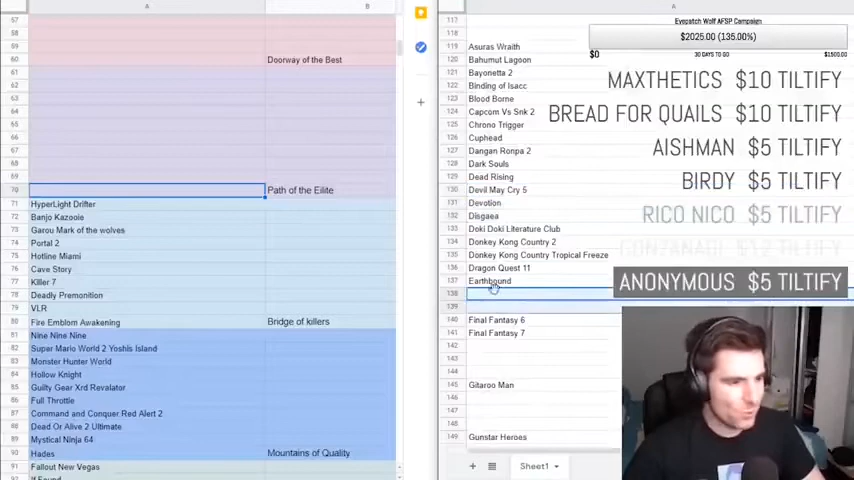 A
B
57
58
59
60 Doorway of the Best
61
62
63
64
65
66
67
68
69
70 Path of the Eilite
71 HyperLight Drifter
72 Banjo Kazooie
73 Garou Mark of the wolves
74 Portal 2
75 Hotline Miami
76 Cave Story
77 Killer 7
78 Deadly Premonition
79 VLR
80 Fire Emblom Awakening Bridge of killers
81 Nine Nine Nine
82 Super Mario World 2 Yoshis Island
83 Monster Hunter World
84 Hollow Knight
85 Guilty Gear Xrd Revalator
86 Full Throttle
87 Command and Conquer Red Alert 2
88 Dead Or Alive 2 Ultimate
89 Mystical Ninja 64
90 Hades Mountains of Quality
91 Fallout New Vegas
92 If Found
A
117
118
119 Asuras Wraith
120 Bahumut Lagoon
121 Bayonetta 2
122 Binding of Isacc
123 Blood Borne
124 Capcom Vs Snk 2
125 Chrono Trigger
126 Cuphead
127 Dangan Ronpa 2
128 Dark Souls
129 Dead Rising
130 Devil May Cry 5
131 Devotion
132 Disgaea
133 Doki Doki Literature Club
134 Donkey Kong Country 2
135 Donkey Kong Country Tropical Freeze
136 Dragon Quest 11
137 Earthbound
138
139
140 Final Fantasy 6
141 Final Fantasy 7
142
143
144
145 Gitaroo Man
146
147
148
149 Gunstar Heroes
Sheet1
Eyepatch Wolf AFSP Campaign
$2025.00 (135.00%)
$0 30 DAYS TO GO $1500.00
MAXTHETICS $10 TILTIFY
BREAD FOR QUAILS $10 TILTIFY
AISHMAN $5 TILTIFY
BIRDY $5 TILTIFY
RICO NICO $5 TILTIFY
ANONYMOUS $5 TILTIFY